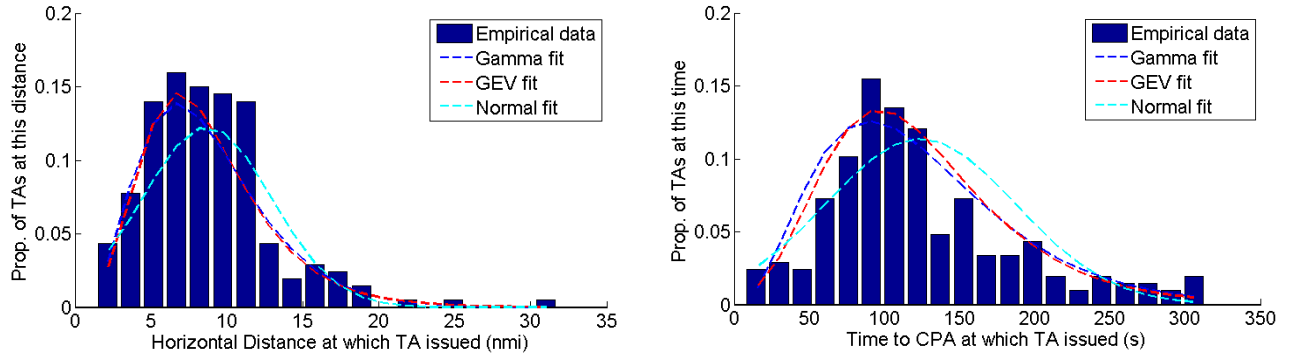 0.2
0.15
0.1
0.05
0
Prop. of TAs at this distance
Empirical data
Gamma fit
GEV fit
Normal fit
0 5 10 15 20 25 30 35
Horizontal Distance at which TA issued (nmi)
0.2
0.15
0.1
0.05
0
Prop. of TAs at this time
Empirical data
Gamma fit
GEV fit
Normal fit
0 50 100 150 200 250 300 350
Time to CPA at which TA issued (s)